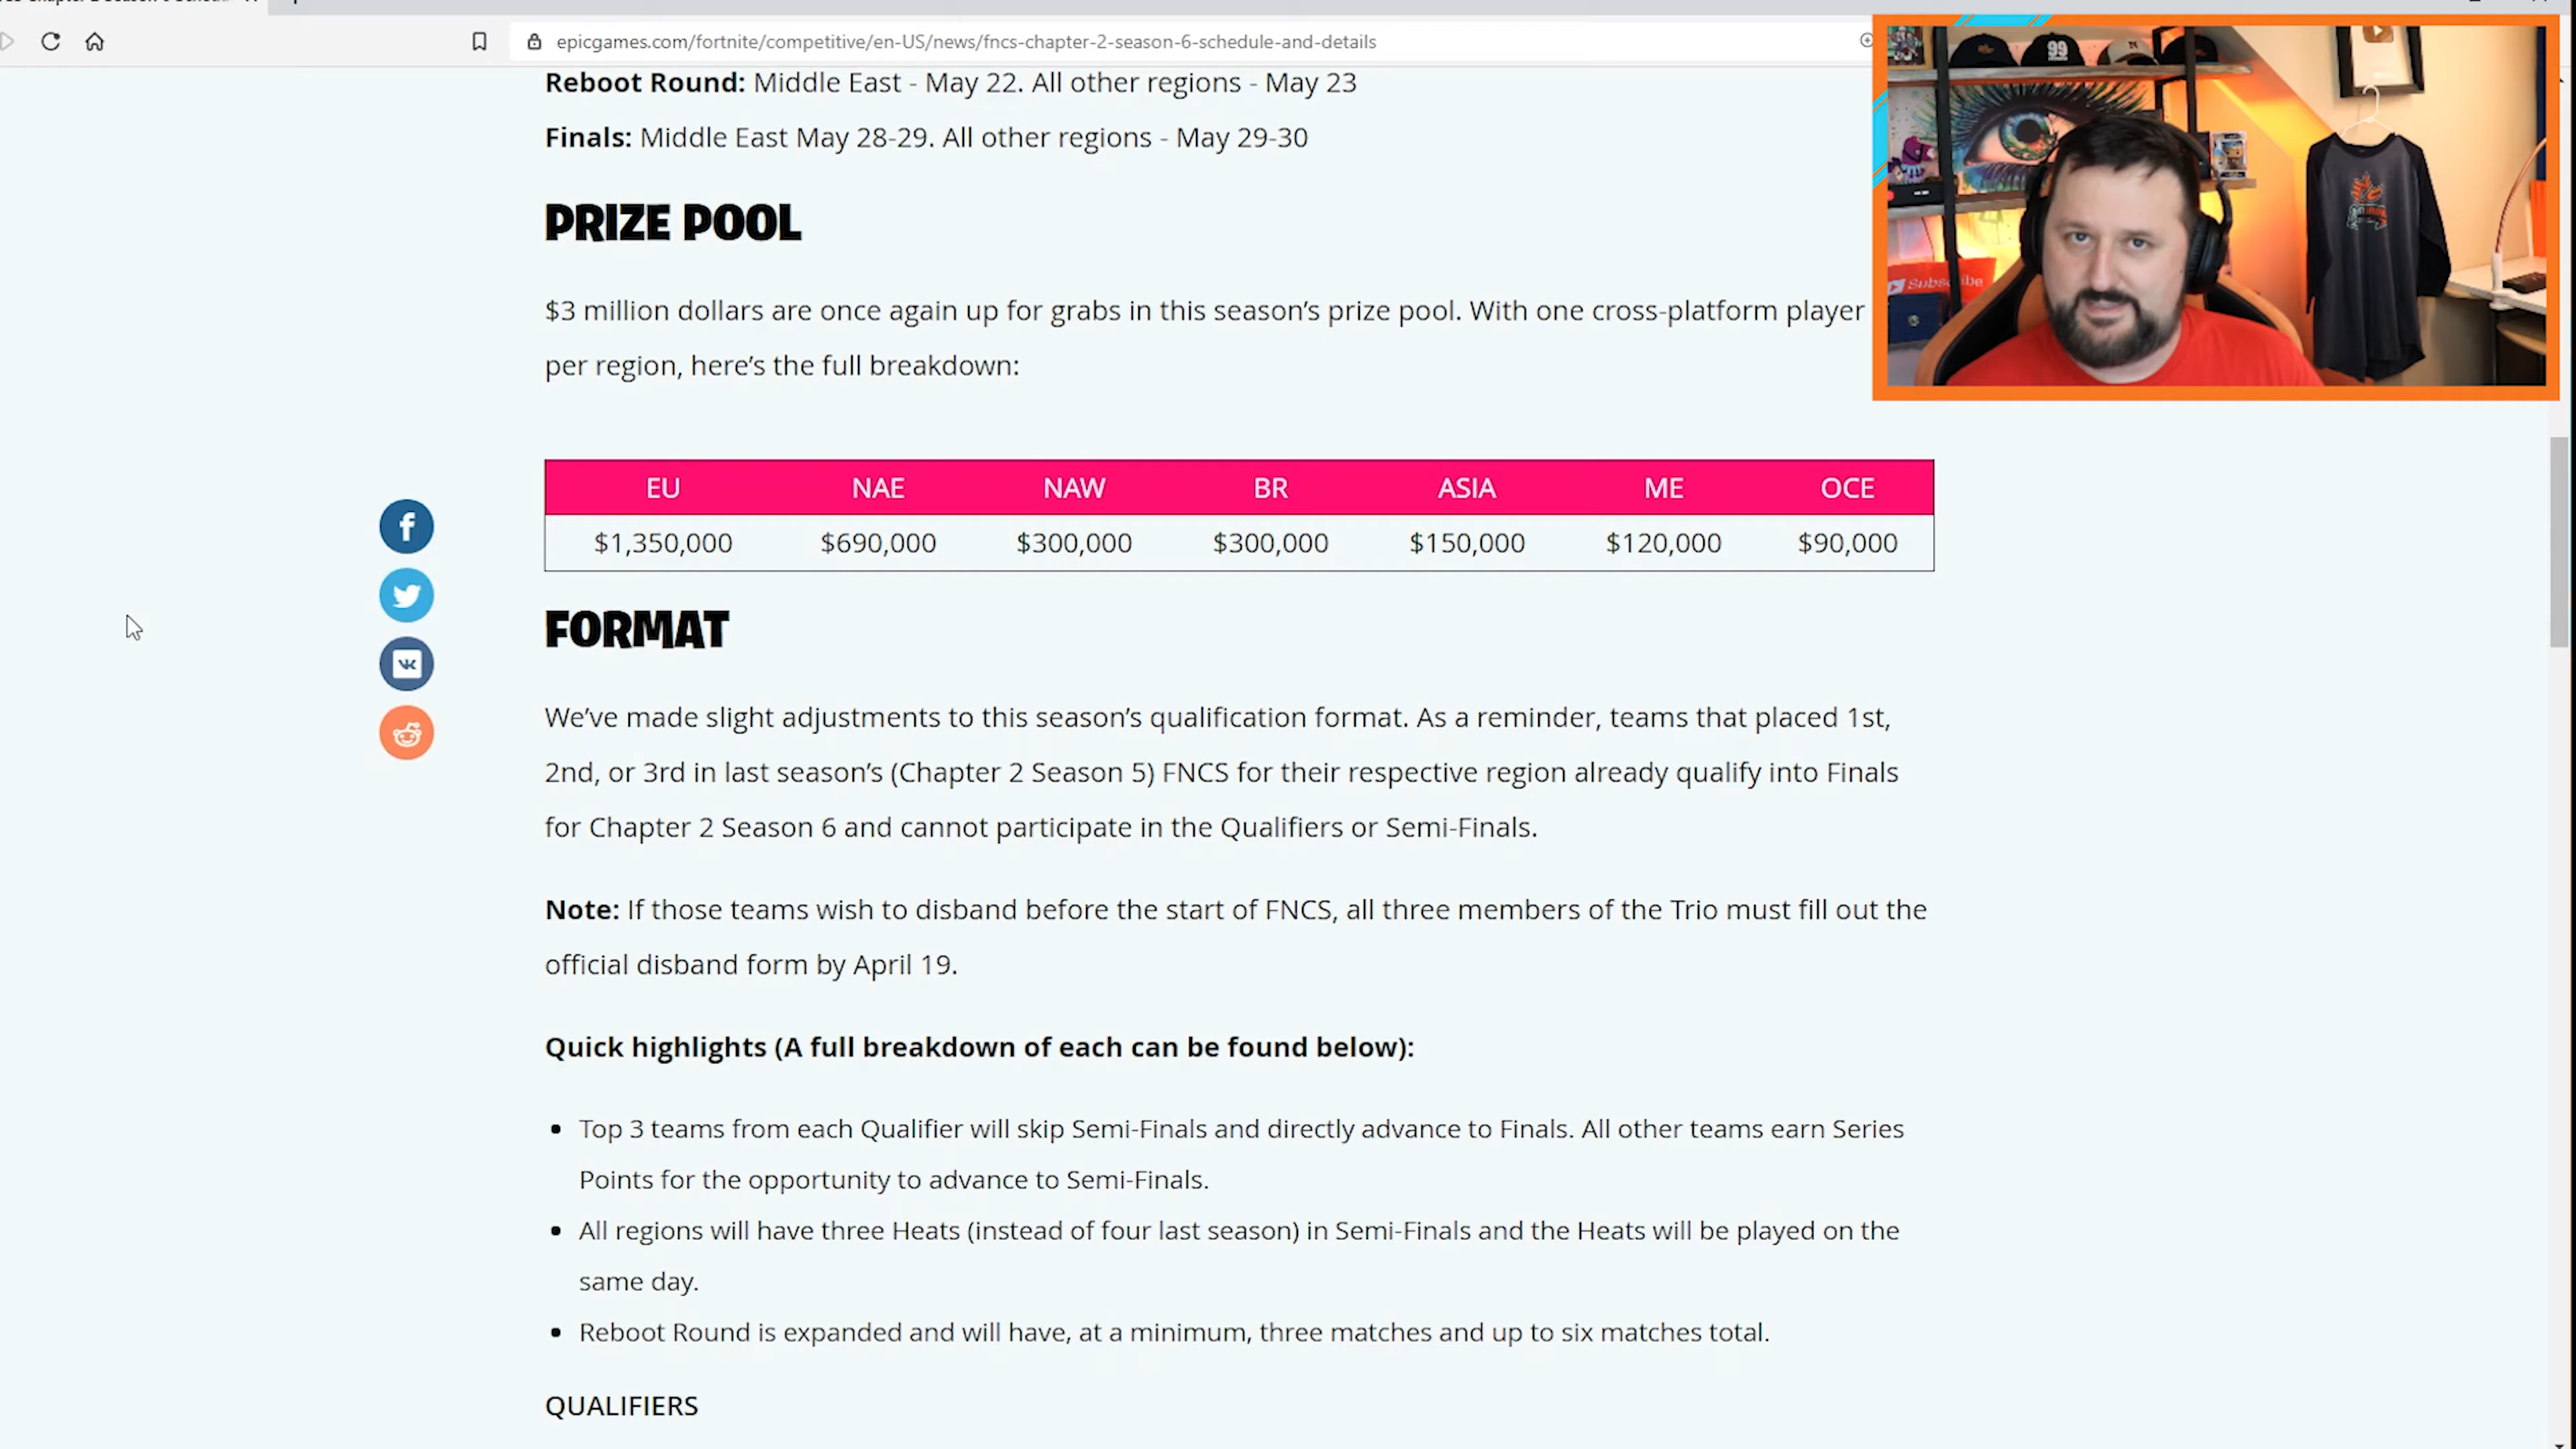 epicgames.com/fortnite/competitive/en-US/news/fncs-chapter-2-season-6-schedule-and-details
Reboot Round: Middle East - May 22. All other regions - May 23
Finals: Middle East May 28-29. All other regions - May 29-30
PRIZE POOL
$3 million dollars are once again up for grabs in this season's prize pool. With one cross-platform player
per region, here's the full breakdown:
EU NAE NAW BR ASIA ME OCE
$1,350,000 $690,000 $300,000 $300,000 $150,000 $120,000 $90,000
FORMAT
We've made slight adjustments to this season's qualification format. As a reminder, teams that placed 1st,
2nd, or 3rd in last season's (Chapter 2 Season 5) FNCS for their respective region already qualify into Finals
for Chapter 2 Season 6 and cannot participate in the Qualifiers or Semi-Finals.
Note: If those teams wish to disband before the start of FNCS, all three members of the Trio must fill out the
official disband form by April 19.
Quick highlights (A full breakdown of each can be found below):
• Top 3 teams from each Qualifier will skip Semi-Finals and directly advance to Finals. All other teams earn Series
Points for the opportunity to advance to Semi-Finals.
• All regions will have three Heats (instead of four last season) in Semi-Finals and the Heats will be played on the
same day.
• Reboot Round is expanded and will have, at a minimum, three matches and up to six matches total.
QUALIFIERS
99
N
Subscribe